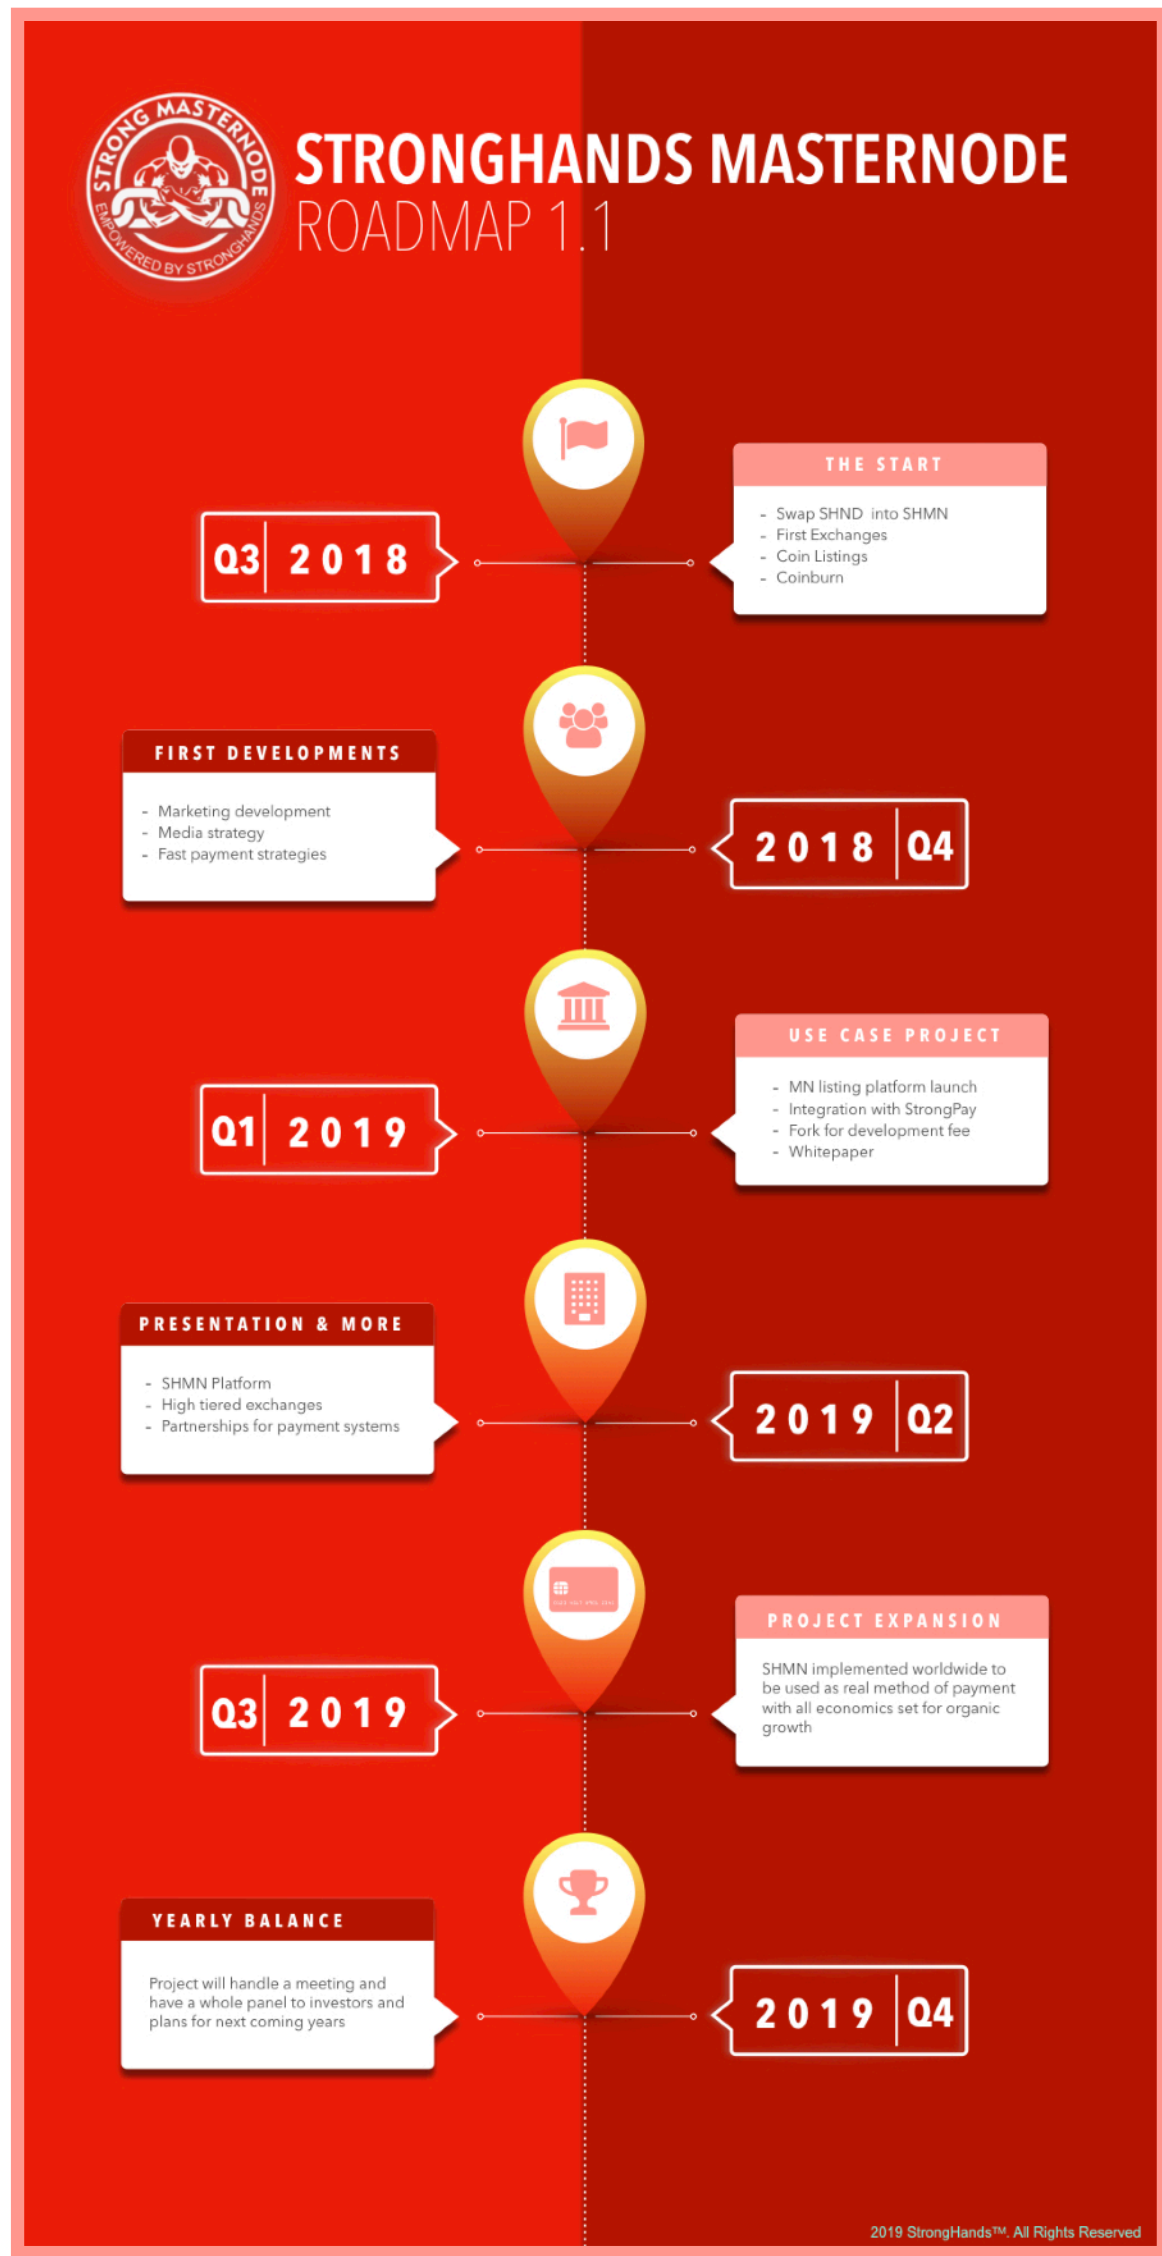 STRONG MASTERNODE
EMPOWERED BY STRONGHANDS
STRONGHANDS MASTERNODE
ROADMAP 1.1
Q3 2018
THE START
- Swap SHND into SHMN
- First Exchanges
- Coin Listings
- Coinburn
FIRST DEVELOPMENTS
- Marketing development
- Media strategy
- Fast payment strategies
2018 Q4
Q1 2019
USE CASE PROJECT
- MN listing platform launch
- Integration with StrongPay
- Fork for development fee
- Whitepaper
PRESENTATION & MORE
- SHMN Platform
- High tiered exchanges
- Partnerships for payment systems
2019 Q2
Q3 2019
PROJECT EXPANSION
SHMN implemented worldwide to
be used as real method of payment
with all economics set for organic
growth
YEARLY BALANCE
Project will handle a meeting and
have a whole panel to investors and
plans for next coming years
2019 Q4
2019 StrongHands™. All Rights Reserved